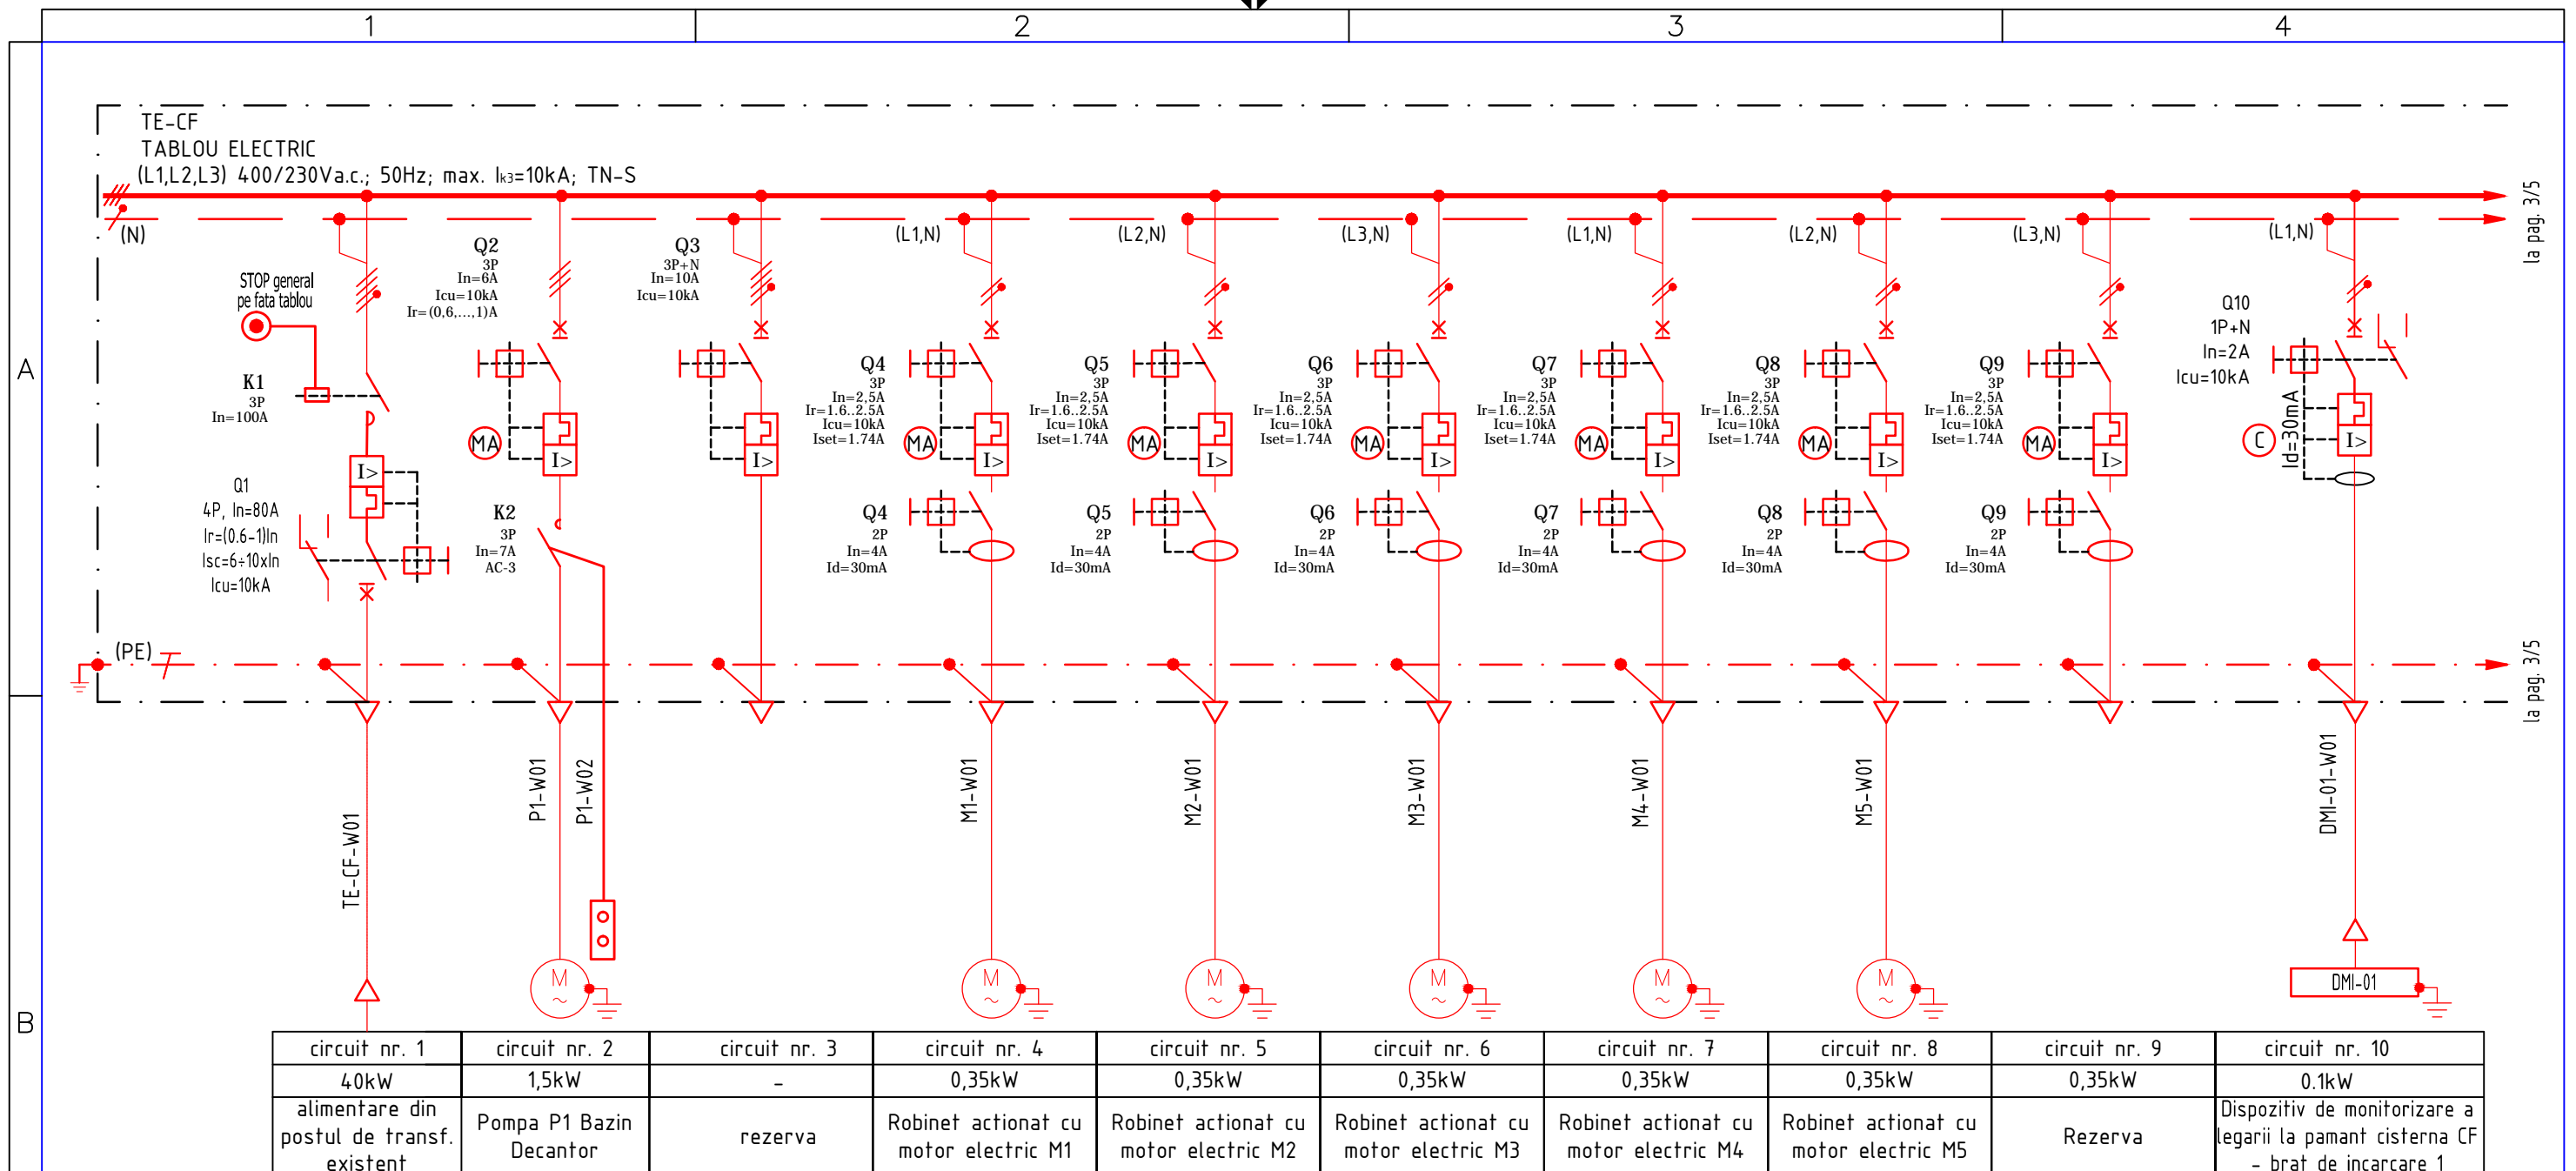 1
2
3
4
A
B
TE-CF
TABLOU ELECTRIC
(L1,L2,L3) 400/230Va.c.; 50Hz; max. Ik3=10kA; TN-S
la pag. 3/5
(N)
STOP general
pe fata tablou
K1
3P
In=100A
Q1
4P, In=80A
Ir=(0.6-1)In
Isc=6÷10xIn
Icu=10kA
I>
Q2
3P
In=6A
Icu=10kA
Ir=(0,6,...,1)A
MA
I>
K2
3P
In=7A
AC-3
Q3
3P+N
In=10A
Icu=10kA
I>
(L1,N)
Q4
3P
In=2,5A
Ir=1.6..2.5A
Icu=10kA
Iset=1.74A
MA
I>
Q4
2P
In=4A
Id=30mA
(L2,N)
Q5
3P
In=2,5A
Ir=1.6..2.5A
Icu=10kA
Iset=1.74A
MA
I>
Q5
2P
In=4A
Id=30mA
(L3,N)
Q6
3P
In=2,5A
Ir=1.6..2.5A
Icu=10kA
Iset=1.74A
MA
I>
Q6
2P
In=4A
Id=30mA
(L1,N)
Q7
3P
In=2,5A
Ir=1.6..2.5A
Icu=10kA
Iset=1.74A
MA
I>
Q7
2P
In=4A
Id=30mA
(L2,N)
Q8
3P
In=2,5A
Ir=1.6..2.5A
Icu=10kA
Iset=1.74A
MA
I>
Q8
2P
In=4A
Id=30mA
(L3,N)
Q9
3P
In=2,5A
Ir=1.6..2.5A
Icu=10kA
Iset=1.74A
MA
I>
Q9
2P
In=4A
Id=30mA
(L1,N)
Q10
1P+N
In=2A
Icu=10kA
C
Id=30mA
I>
(PE)
la pag. 3/5
TE-CF-W01
P1-W01
P1-W02
M1-W01
M2-W01
M3-W01
M4-W01
M5-W01
DMI-01-W01
M
~
M
~
M
~
M
~
M
~
M
~
DMI-01
circuit nr. 1
circuit nr. 2
circuit nr. 3
circuit nr. 4
circuit nr. 5
circuit nr. 6
circuit nr. 7
circuit nr. 8
circuit nr. 9
circuit nr. 10
40kW
1,5kW
-
0,35kW
0,35kW
0,35kW
0,35kW
0,35kW
0,35kW
0.1kW
alimentare din
postul de transf.
existent
Pompa P1 Bazin
Decantor
rezerva
Robinet actionat cu
motor electric M1
Robinet actionat cu
motor electric M2
Robinet actionat cu
motor electric M3
Robinet actionat cu
motor electric M4
Robinet actionat cu
motor electric M5
Rezerva
Dispozitiv de monitorizare a
legarii la pamant cisterna CF
- brat de incarcare 1